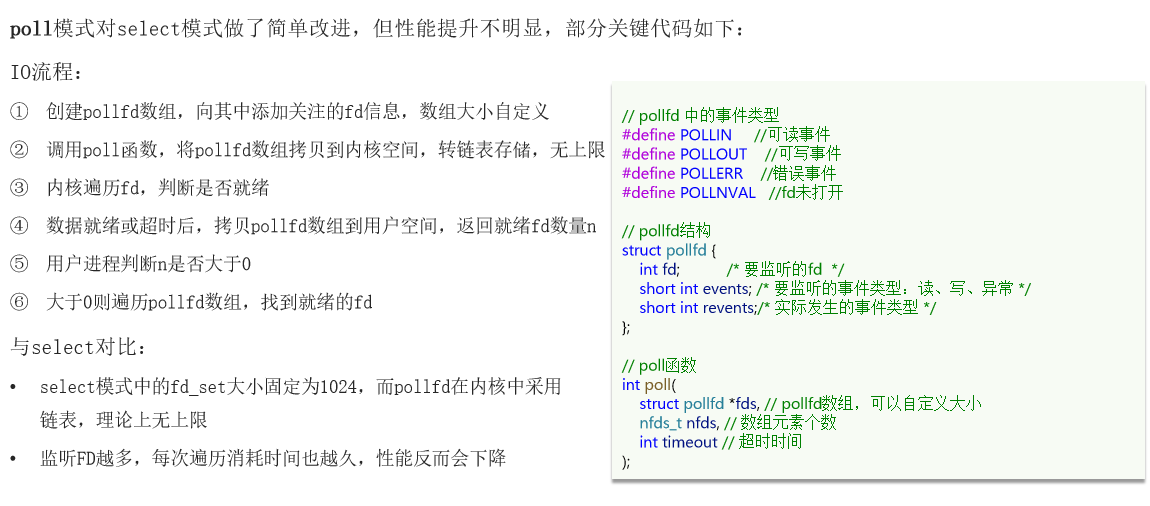 poll模式对select模式做了简单改进，但性能提升不明显，部分关键代码如下：
IO流程：
① 创建pollfd数组，向其中添加关注的fd信息，数组大小自定义
② 调用poll函数，将pollfd数组拷贝到内核空间，转链表存储，无上限
③ 内核遍历fd，判断是否就绪
④ 数据就绪或超时后，拷贝pollfd数组到用户空间，返回就绪fd数量n
⑤ 用户进程判断n是否大于0
⑥ 大于0则遍历pollfd数组，找到就绪的fd
与select对比：
• select模式中的fd_set大小固定为1024，而pollfd在内核中采用
链表，理论上无上限
• 监听FD越多，每次遍历消耗时间也越久，性能反而会下降
// pollfd 中的事件类型
#define POLLIN //可读事件
#define POLLOUT //可写事件
#define POLLERR //错误事件
#define POLLNVAL //fd未打开
// pollfd结构
struct pollfd {
int fd; /* 要监听的fd */
short int events; /* 要监听的事件类型：读、写、异常 */
short int revents;/* 实际发生的事件类型 */
};
// poll函数
int poll(
struct pollfd *fds, // pollfd数组，可以自定义大小
nfds_t nfds, // 数组元素个数
int timeout // 超时时间
);